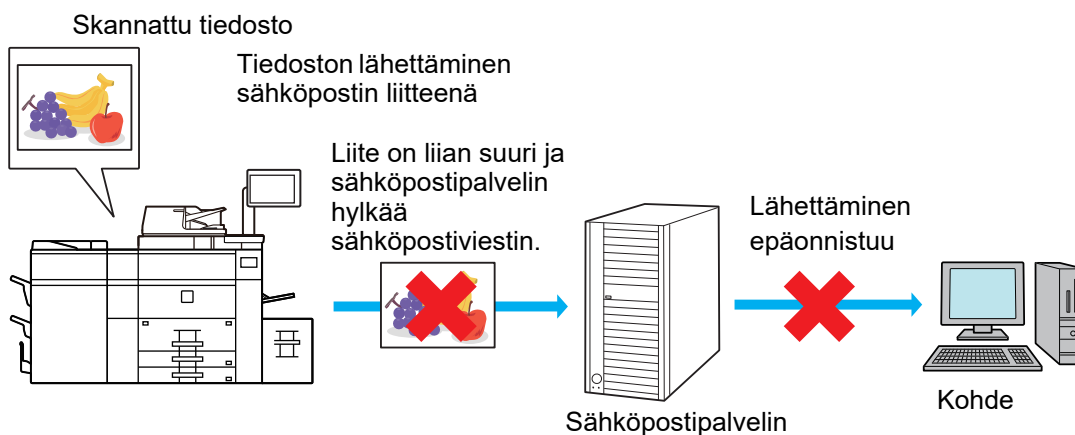 Skannattu tiedosto
Tiedoston lähettäminen
sähköpostin liitteenä
Liite on liian suuri ja
sähköpostipalvelin
hylkää
sähköpostiviestin.
Lähettäminen
epäonnistuu
Sähköpostipalvelin
Kohde